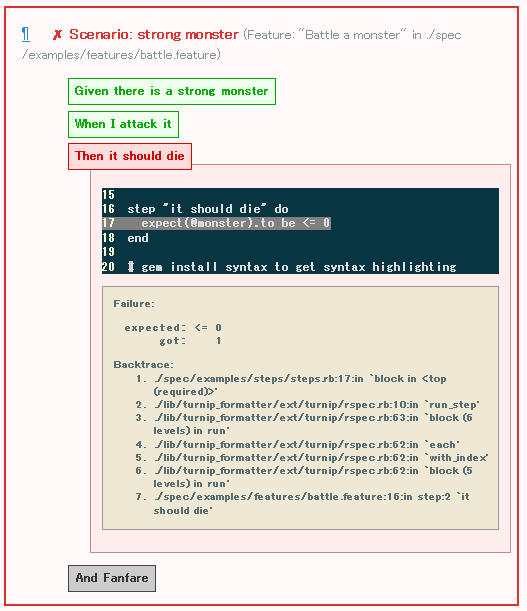 ¶ ✘ Scenario: strong monster (Feature: "Battle a monster" in ./spec
/examples/features/battle.feature)
Given there is a strong monster
When I attack it
Then it should die
15
16 step "it should die" do
17 expect(@monster).to be <= 0
18 end
19
20 # gem install syntax to get syntax highlighting
Failure:
expected: <= 0
got: 1
Backtrace:
1. ./spec/examples/steps/steps.rb:17:in `block in <top
(required)>'
2. ./lib/turnip_formatter/ext/turnip/rspec.rb:10:in `run_step'
3. ./lib/turnip_formatter/ext/turnip/rspec.rb:63:in `block (6
levels) in run'
4. ./lib/turnip_formatter/ext/turnip/rspec.rb:62:in `each'
5. ./lib/turnip_formatter/ext/turnip/rspec.rb:62:in `with_index'
6. ./lib/turnip_formatter/ext/turnip/rspec.rb:62:in `block (5
levels) in run'
7. ./spec/examples/features/battle.feature:16:in step:2 `it
should die'
And Fanfare